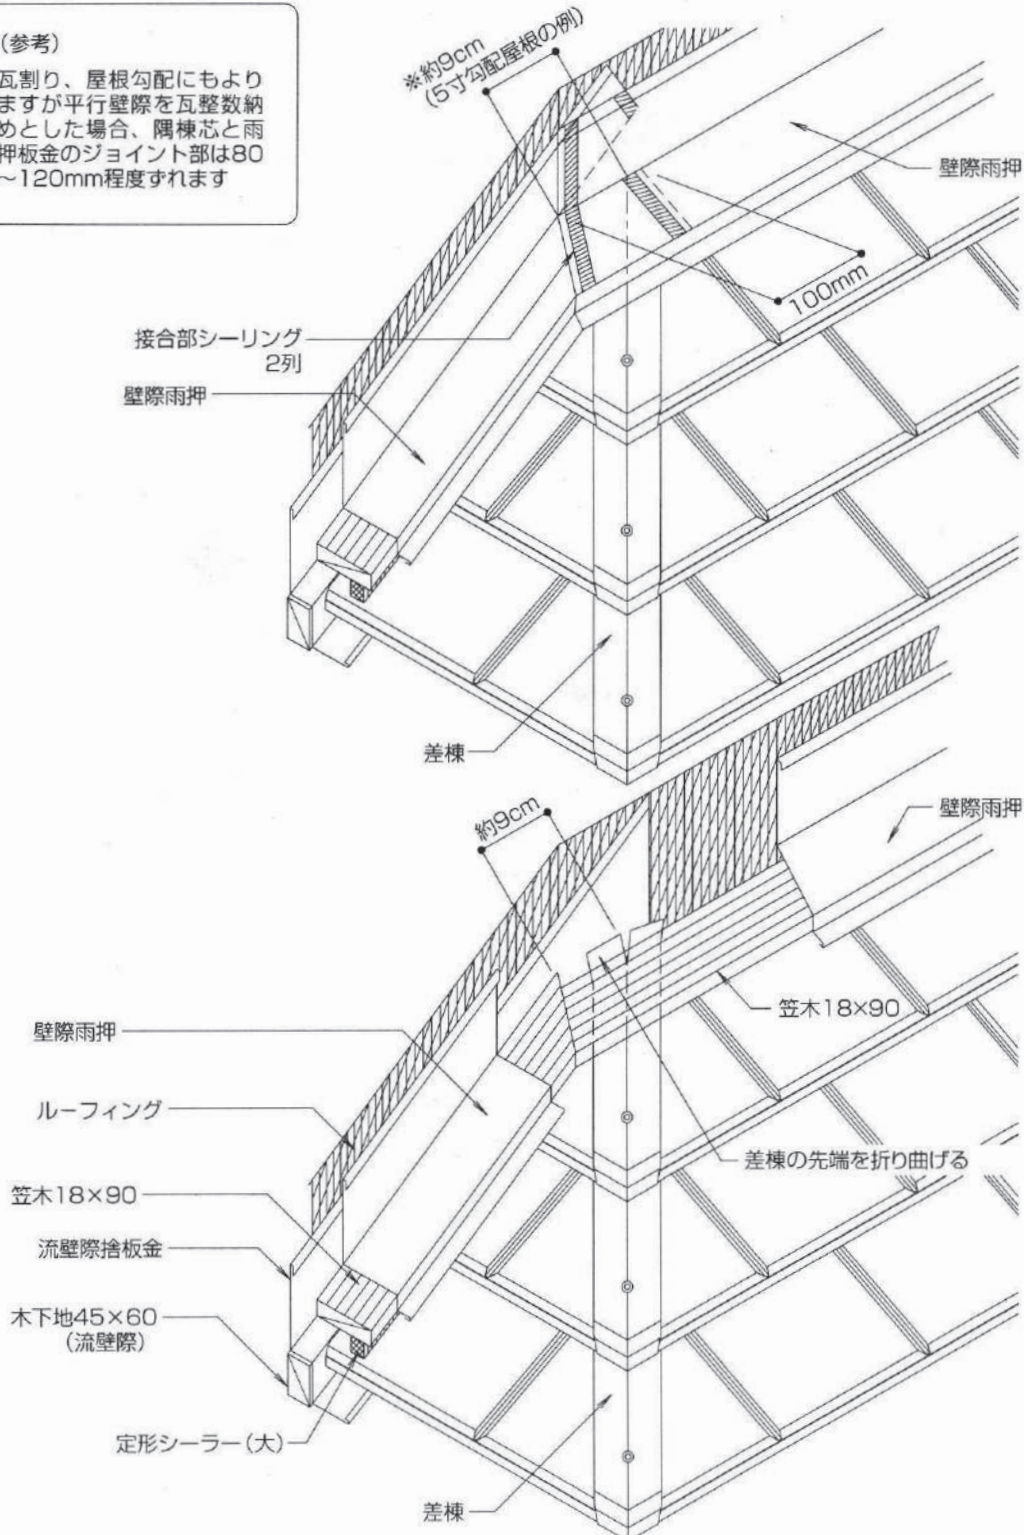 (参考)
瓦割り、屋根勾配にもより
ますが平行壁際を瓦整数納
めとした場合、隅棟芯と雨
押板金のジョイント部は80
～120mm程度ずれます
※約9cm
(5寸勾配屋根の例)
壁際雨押
100mm
接合部シーリング
2列
壁際雨押
差棟
約9cm
壁際雨押
笠木18×90
壁際雨押
ルーフィング
差棟の先端を折り曲げる
笠木18×90
流壁際捨板金
木下地45×60
(流壁際)
定形シーラー(大)
差棟